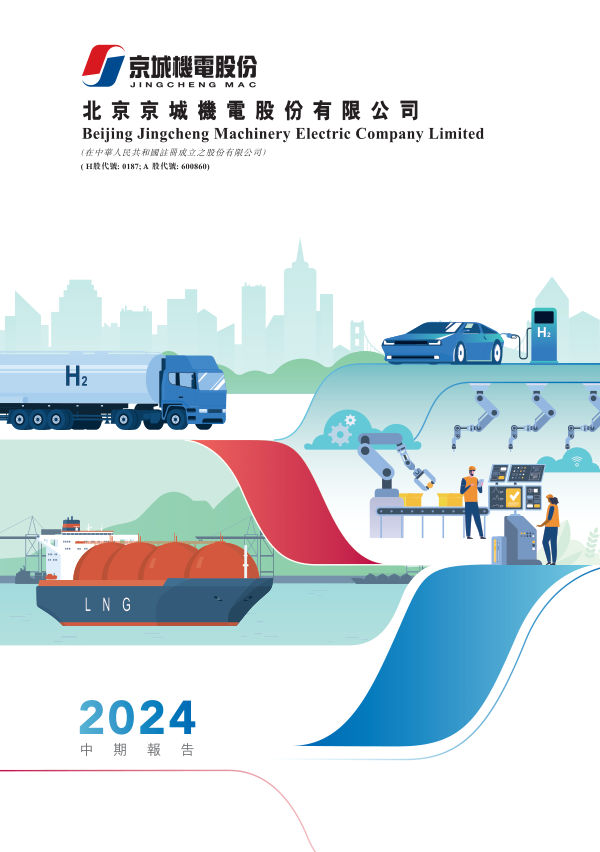 京城機電股份
JINGCHENG MAC
北京京城機電股份有限公司
Beijing Jingcheng Machinery Electric Company Limited
(在中華人民共和國註冊成立之股份有限公司)
( H股代號: 0187; A 股代號: 600860)
H2
H2
LNG
2024
中期報告